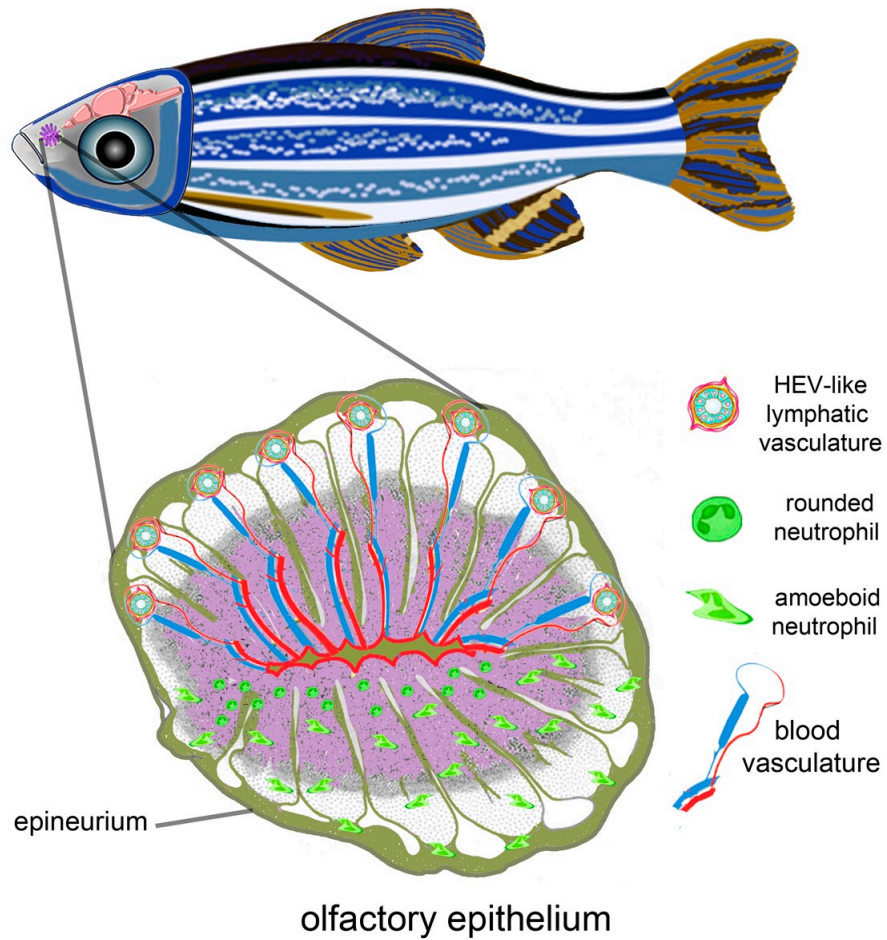 HEV-like
lymphatic
vasculature
rounded
neutrophil
amoeboid
neutrophil
blood
vasculature
epineurium
olfactory epithelium